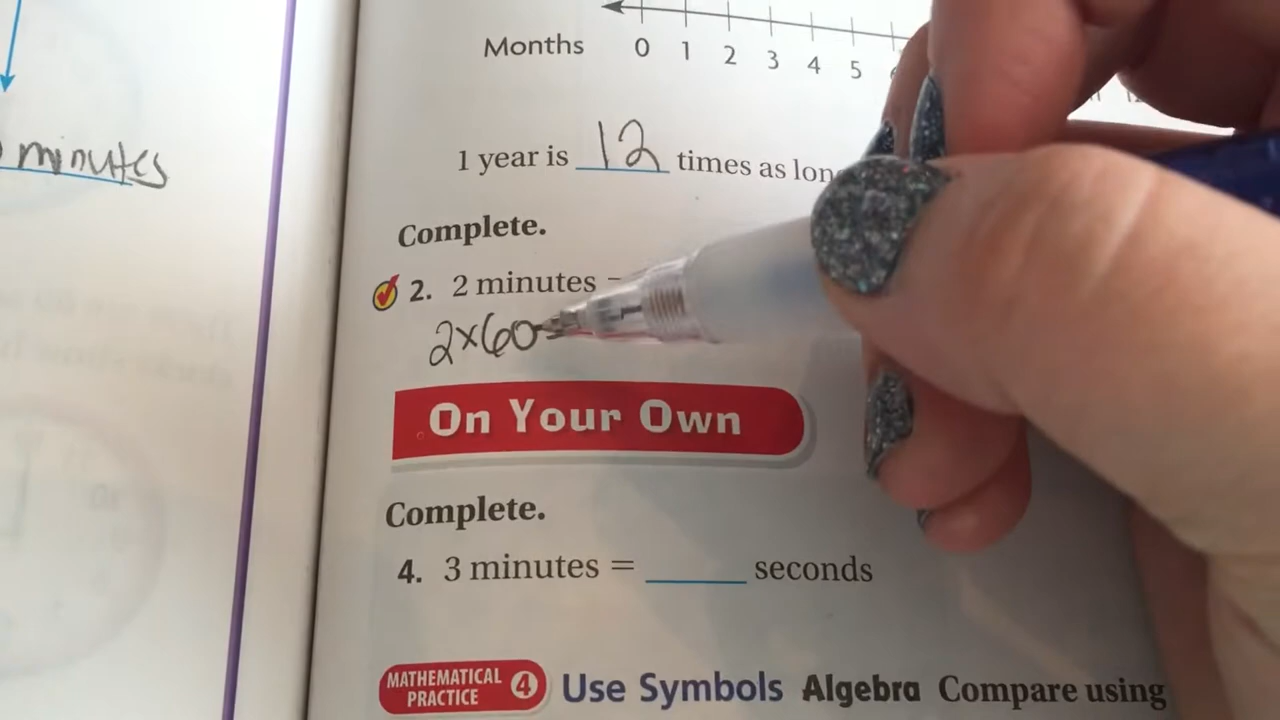 Months 0 1 2 3 4 5
minutes
1 year is 12 times as
Complete.
2. 2 minutes
2×60
On Your Own
Complete.
4. 3 minutes = ____ seconds
MATHEMATICAL PRACTICE 4 Use Symbols Algebra Compare using